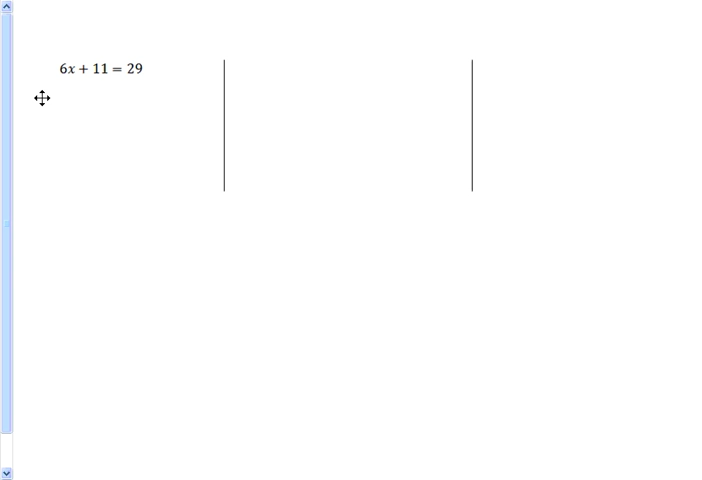 6x + 11 = 29